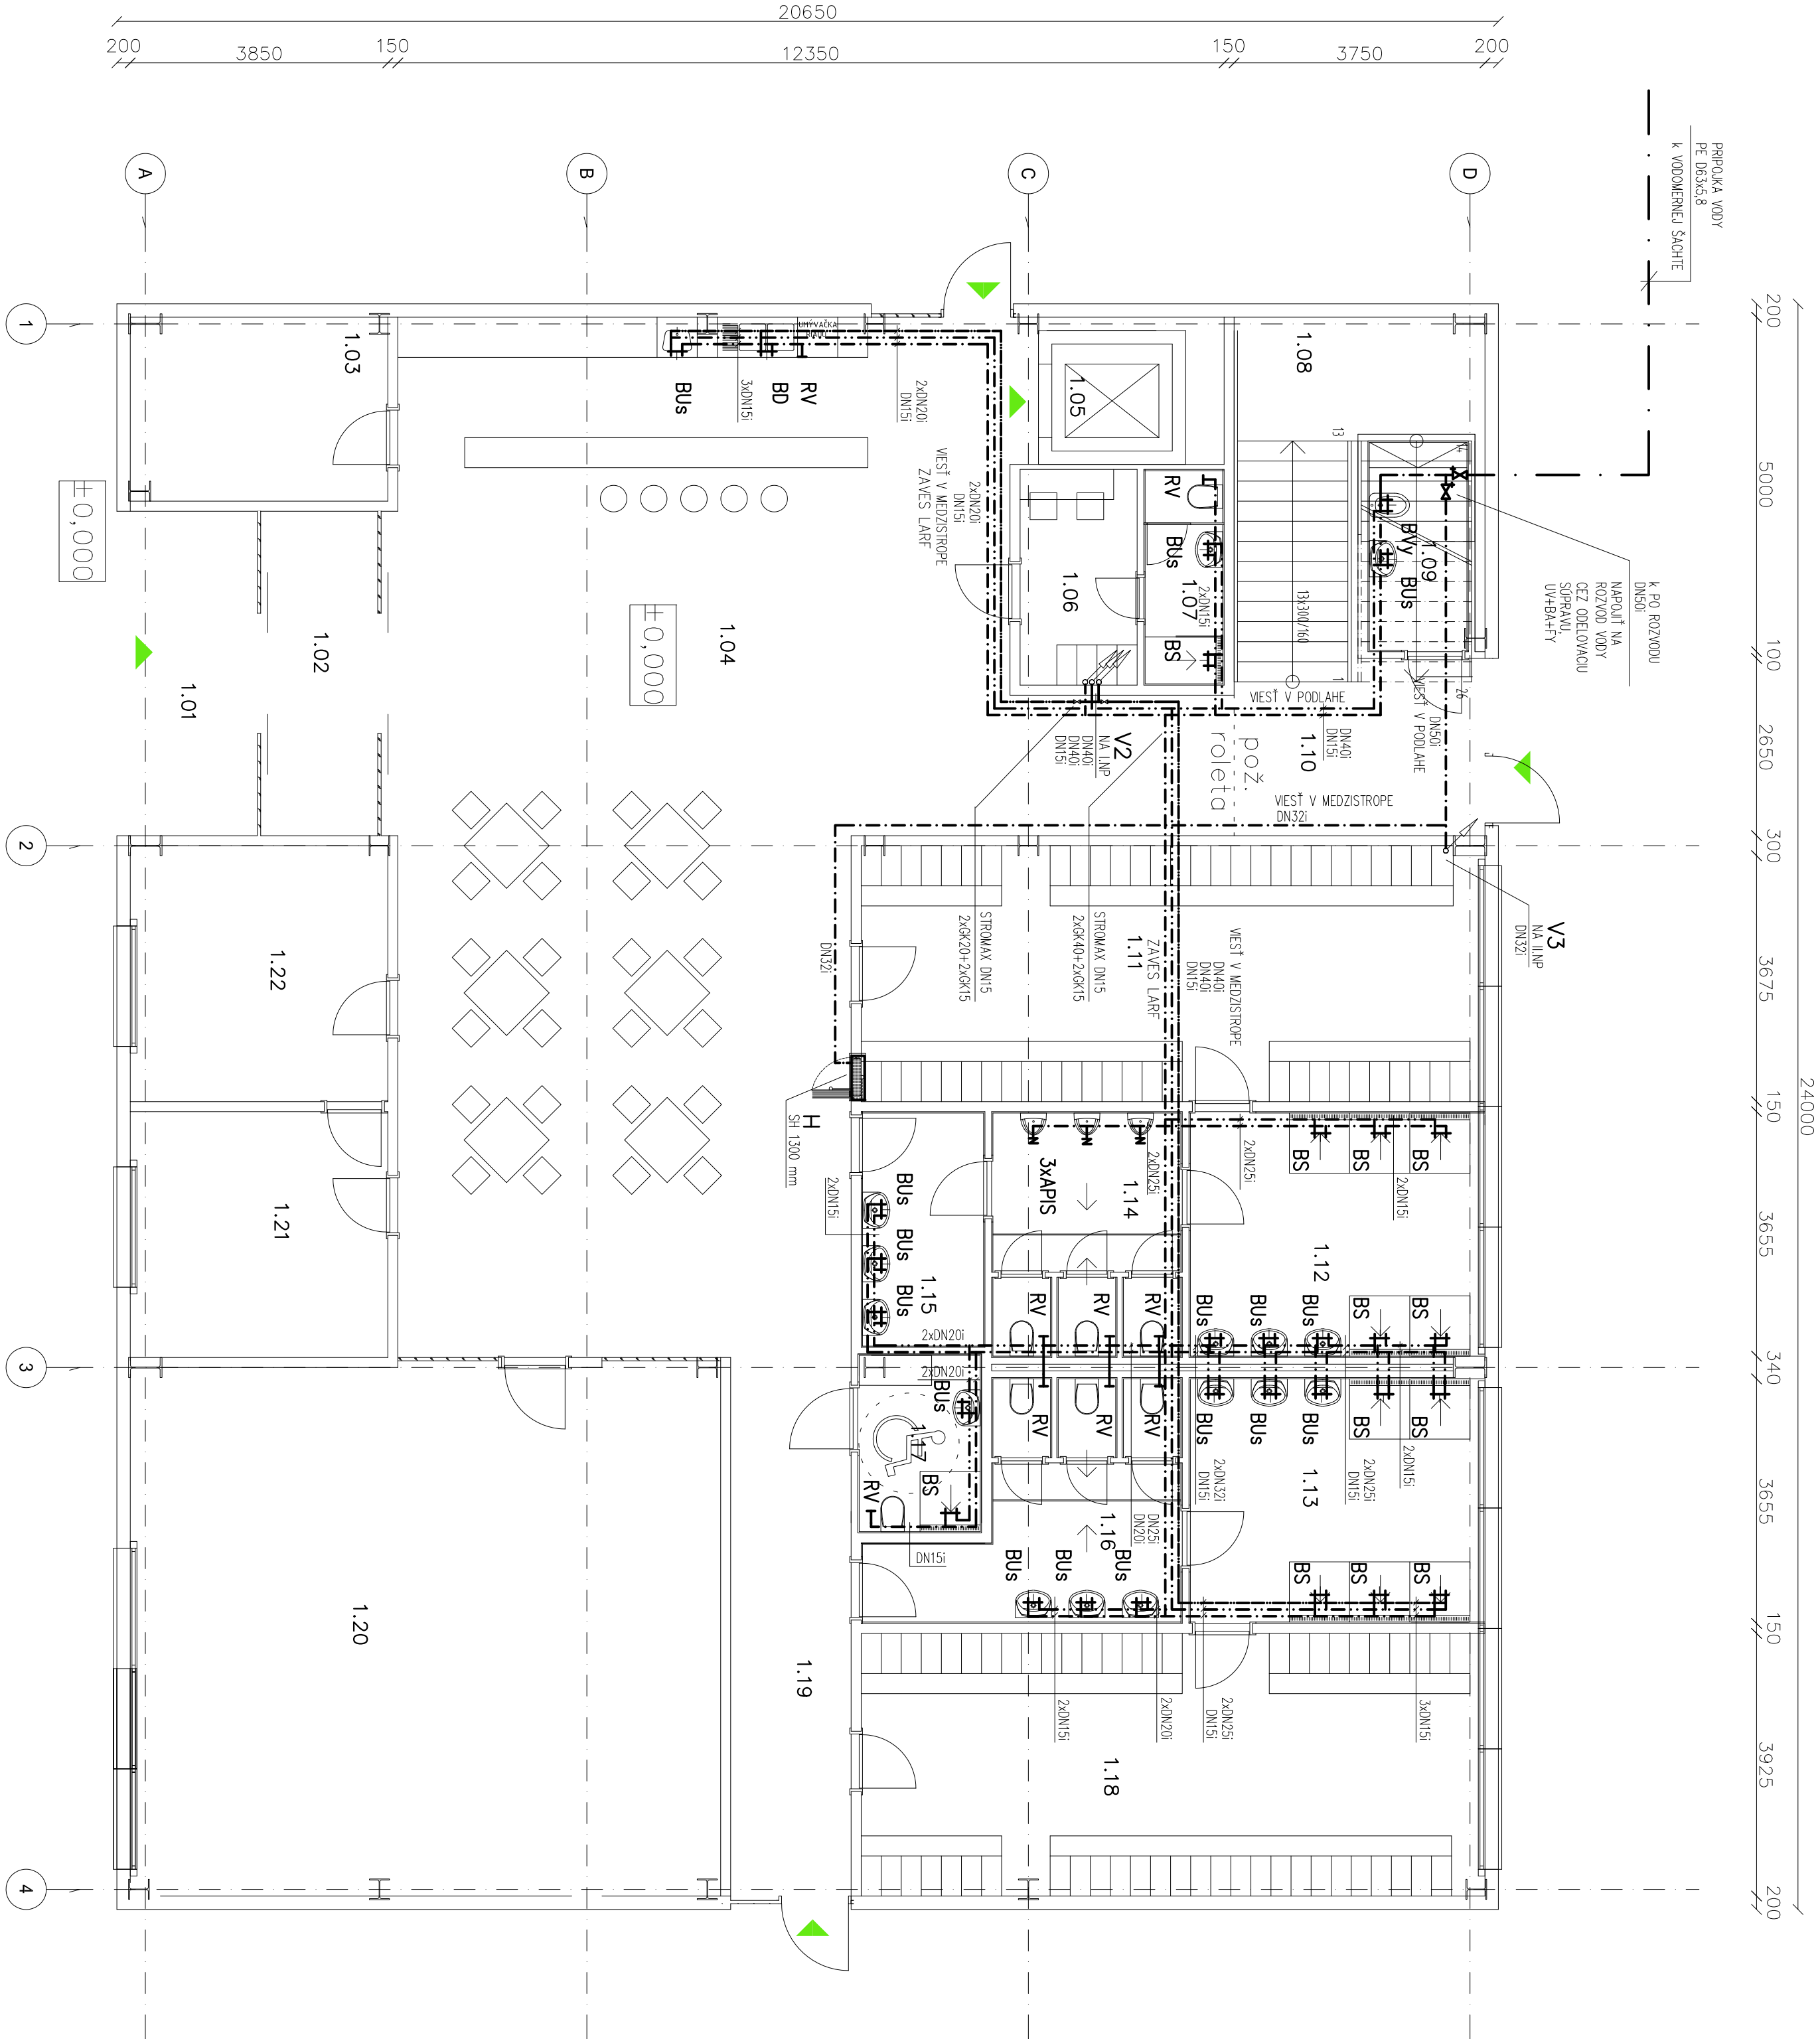 20650
200
3850
150
12350
150
3750
200
PRIPOJKA VODY
PE D63x5,8
k VODOMERNEJ ŠACHTE
A
B
C
D
1
2
3
4
200
5000
100
2650
300
3675
150
3655
340
3655
150
3925
200
24000
k PO ROZVODU
DN50i
NAPOJIŤ NA
ROZVOD VODY
CEZ ODELOVACIU
SÚPRAVU,
UV+BA+FY
1.03
BUs
3xDN15i
BD
RV
UMÝVAČKA
2xDN20i
DN15i
VIESŤ V MEDZISTROPE
ZÁVES LARF
2xDN20i
DN15i
1.05
1.08
13
14
13x300/160
1
26
RV
BUs
1.07
2xDN15i
BS
1.06
BVy
1.09
BUs
VIESŤ V PODLAHE
DN50i
VIESŤ V PODLAHE
DN40i
DN15i
1.10
pož.
roleta
VIESŤ V MEDZISTROPE
DN32i
V2
NA I.NP
DN40i
DN40i
DN15i
V3
NA II.NP
DN32i
±0,000
±0,000
1.01
1.02
1.04
STROMAX DN15
2xGK20+2xGK15
STROMAX DN15
2xGK40+2xGK15
1.11
ZÁVES LARF
VIESŤ V MEDZISTROPE
DN40i
DN40i
DN15i
DN32i
H
SH 1300 mm
1.22
1.21
2xDN15i
BUs
BUs
BUs
1.15
2xDN20i
2xDN20i
3xAPIS
1.14
2xDN25i
2xDN25i
BS
BS
BS
2xDN15i
1.12
RV
RV
RV
BUs
BUs
BUs
BS
BS
RV
RV
RV
BUs
BUs
BUs
BS
BS
BUs
1.17
RV
BS
DN15i
1.16
DN25i
DN20i
2xDN32i
DN15i
1.13
2xDN25i
DN15i
2xDN15i
BUs
BUs
BUs
BS
BS
BS
1.20
1.19
2xDN15i
2xDN20i
2xDN25i
DN15i
3xDN15i
1.18